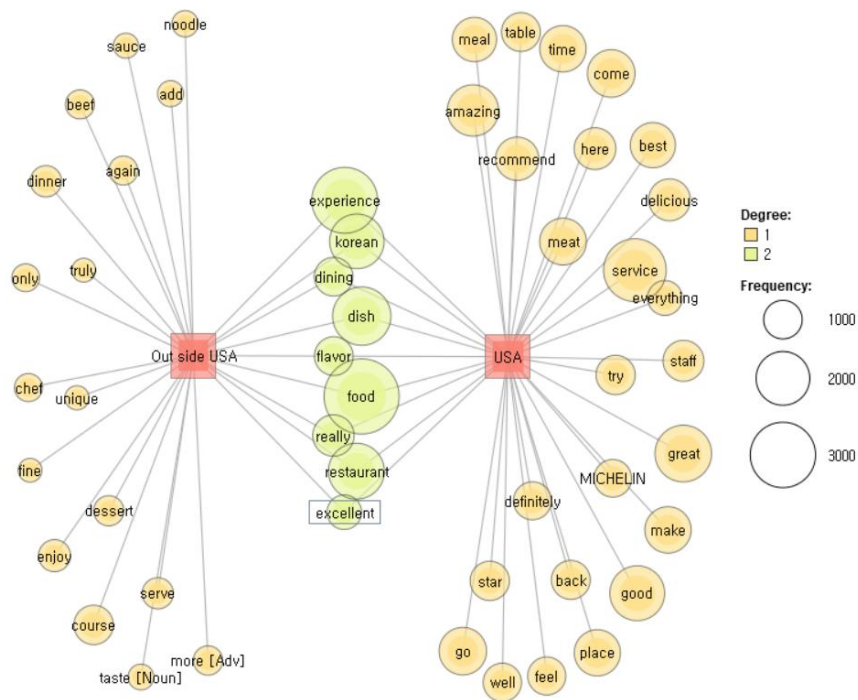 noodle
sauce
add
beef
again
dinner
truly
only
Out side USA
chef
unique
fine
dessert
enjoy
serve
course
more [Adv]
taste [Noun]
experience
korean
dining
dish
flavor
food
really
restaurant
excellent
meal
table
time
come
amazing
recommend
here
best
delicious
meat
service
everything
USA
try
staff
great
MICHELIN
definitely
make
star
back
good
go
well
feel
place
Degree:
1
2
Frequency:
1000
2000
3000